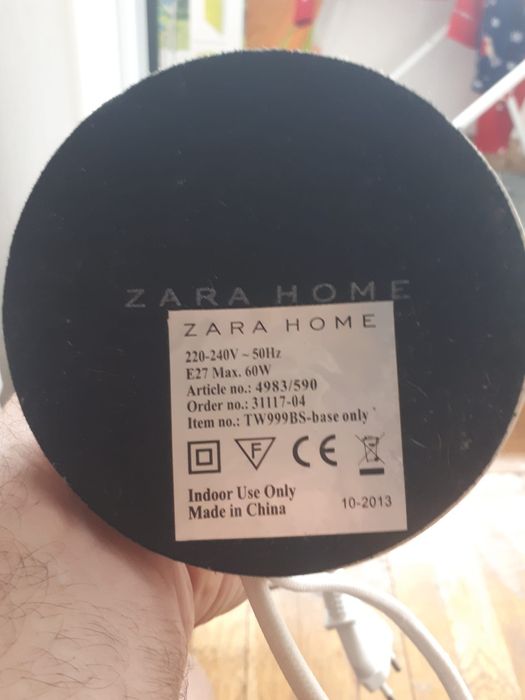 ZARA HOME
ZARA HOME
220-240V ~ 50Hz
E27 Max. 60W
Article no.: 4983/590
Order no.: 31117-04
Item no.: TW999BS-base only
F
CE
Indoor Use Only
Made in China
10-2013